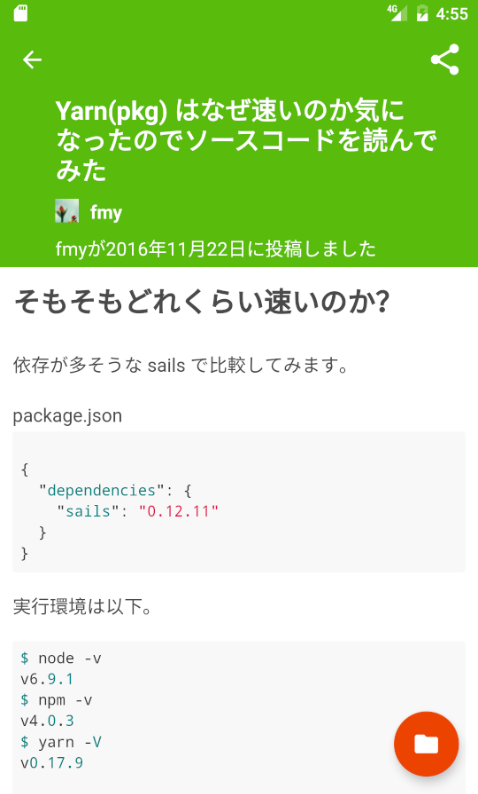 4G 4:55
Yarn(pkg) はなぜ速いのか気に
なったのでソースコードを読んで
みた
fmy
fmyが2016年11月22日に投稿しました
そもそもどれくらい速いのか?
依存が多そうな sails で比較してみます。
package.json
{
  "dependencies": {
    "sails": "0.12.11"
  }
}
実行環境は以下。
$ node -v
v6.9.1
$ npm -v
v4.0.3
$ yarn -V
v0.17.9